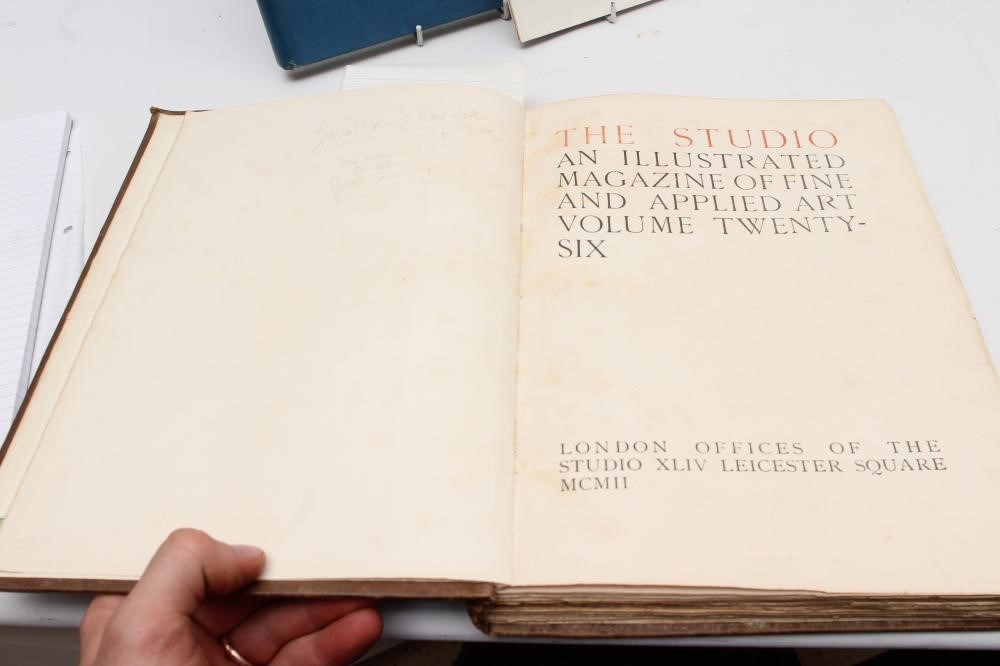 THE STUDIO
AN ILLUSTRATED
MAGAZINE OF FINE
AND APPLIED ART
VOLUME TWENTY-
SIX
LONDON OFFICES OF THE
STUDIO XLIV LEICESTER SQUARE
MCMII